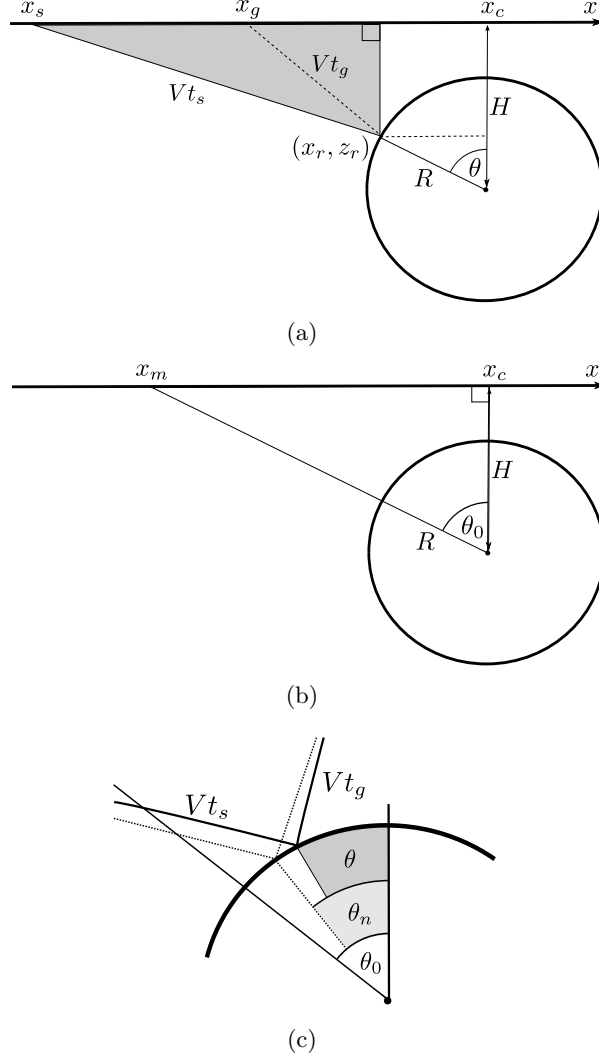 x_s x_g x_c x
Vt_g
Vt_s
H
(x_r, z_r)
θ
R
(a)
x_m x_c x
H
θ_0
R
(b)
Vt_s Vt_g
θ
θ_n
θ_0
(c)